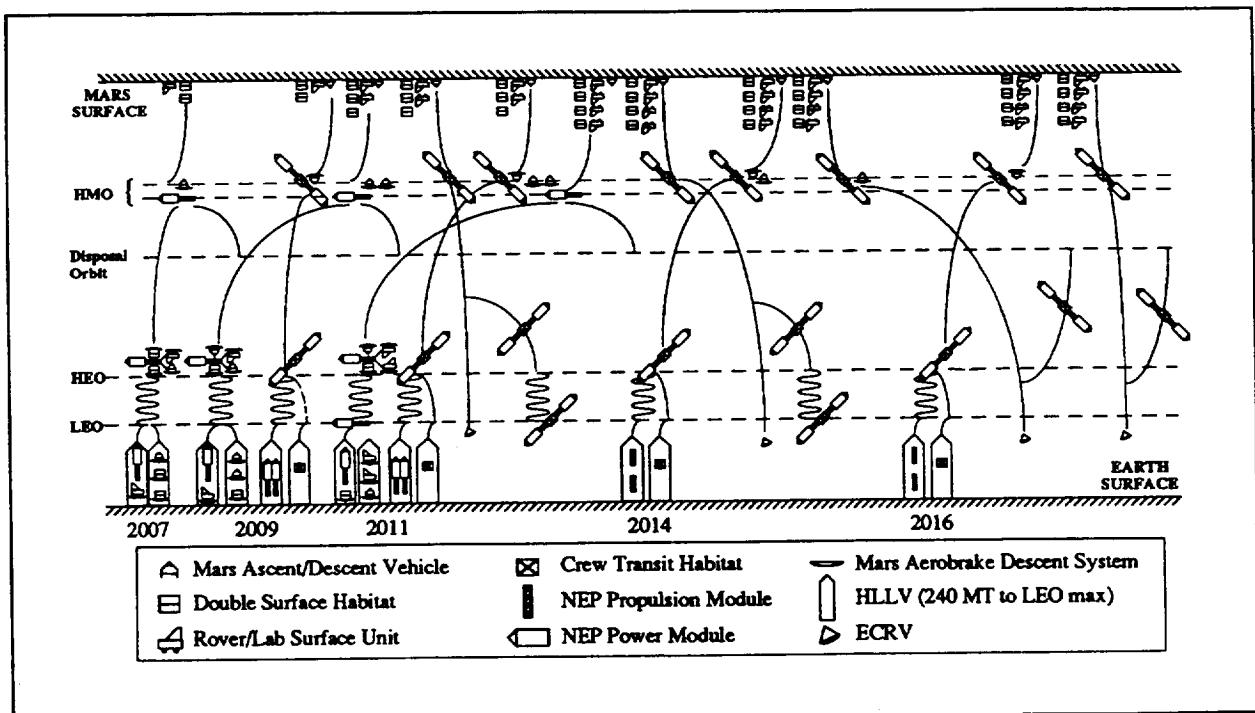 MARS
SURFACE
HMO
Disposal
Orbit
HEO
LEO
EARTH
SURFACE
2007
2009
2011
2014
2016
Mars Ascent/Descent Vehicle
Crew Transit Habitat
Mars Aerobrake Descent System
Double Surface Habitat
NEP Propulsion Module
HLLV (240 MT to LEO max)
Rover/Lab Surface Unit
NEP Power Module
ECRV